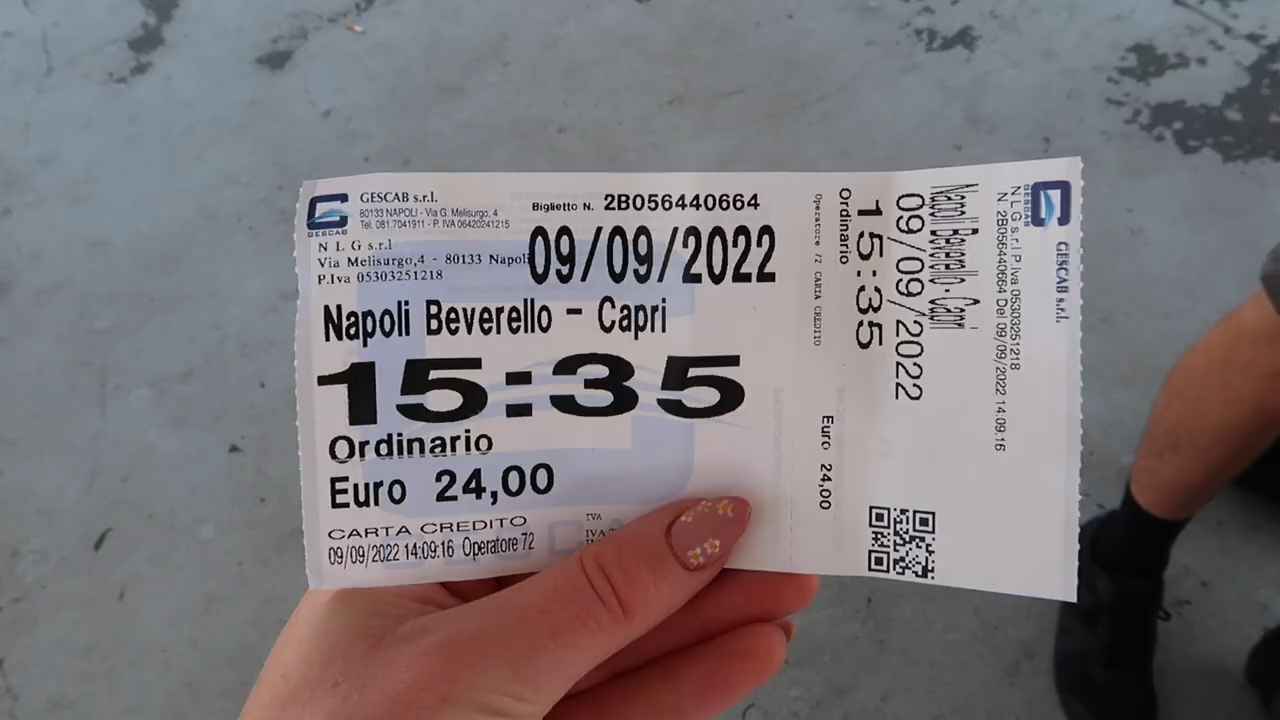 GESCAB
GESCAB s.r.l.
80133 NAPOLI - Via G. Melisurgo, 4
Tel. 081.7041911 - P. IVA 06420241215
Biglietto N. 2B056440664
N L G s.r.l
Via Melisurgo,4 - 80133 Napoli
P.Iva 05303251218
09/09/2022
Napoli Beverello - Capri
15:35
Ordinario
Euro 24,00
CARTA CREDITO
09/09/2022 14:09:16 Operatore 72
IVA
GESCAB
GESCAB s.r.l.
N L G s.r.l P.Iva 05303251218
N. 2B056440664 Del 09/09/2022 14:09:16
Napoli Beverello - Capri
09/09/2022
15:35
Ordinario
Euro 24,00
Operatore 72 CARTA CREDITO